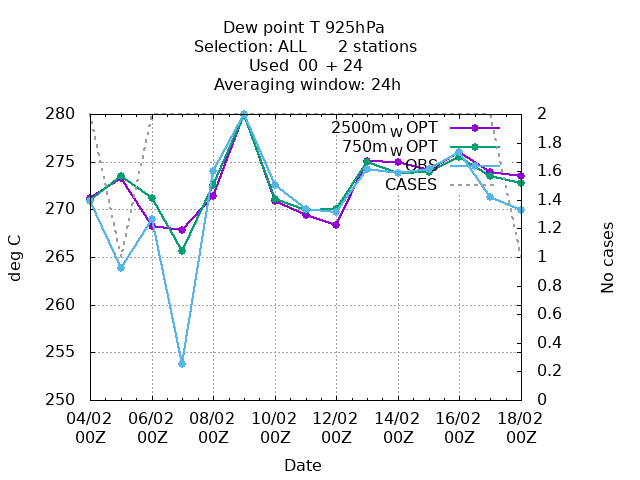 Dew point T 925hPa
Selection: ALL 2 stations
Used 00 + 24
Averaging window: 24h
280
275
270
265
260
255
250
deg C
2500m w OPT
750m w OPT
OBS
CASES
2
1.8
1.6
1.4
1.2
1
0.8
0.6
0.4
0.2
0
No cases
04/02 06/02 08/02 10/02 12/02 14/02 16/02 18/02
00Z 00Z 00Z 00Z 00Z 00Z 00Z 00Z
Date